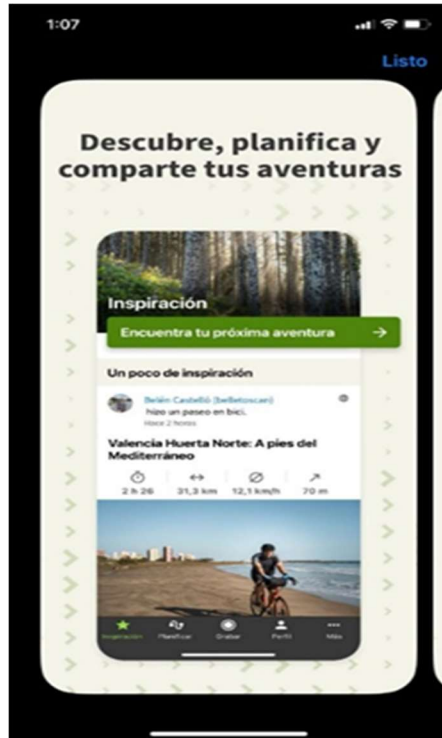 1:07
Listo
Descubre, planifica y
comparte tus aventuras
Inspiración
Encuentra tu próxima aventura
Un poco de inspiración
Belén Castelló (belletoscan)
hizo un paseo en bici.
Hace 2 horas
Valencia Huerta Norte: A pies del
Mediterráneo
2 h 26 31,3 km 12,1 km/h 70 m
Inspiración Planificar Grabar Perfil Más